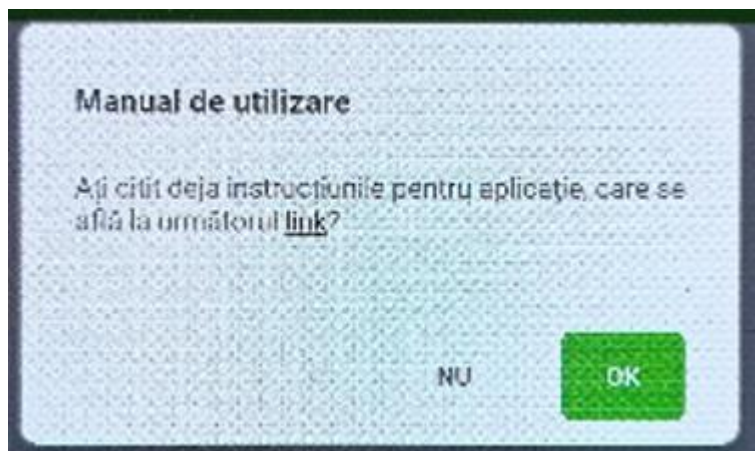 Manual de utilizare
Ați citit deja instrucțiunile pentru aplicație, care se
află la următorul link?
NU
OK